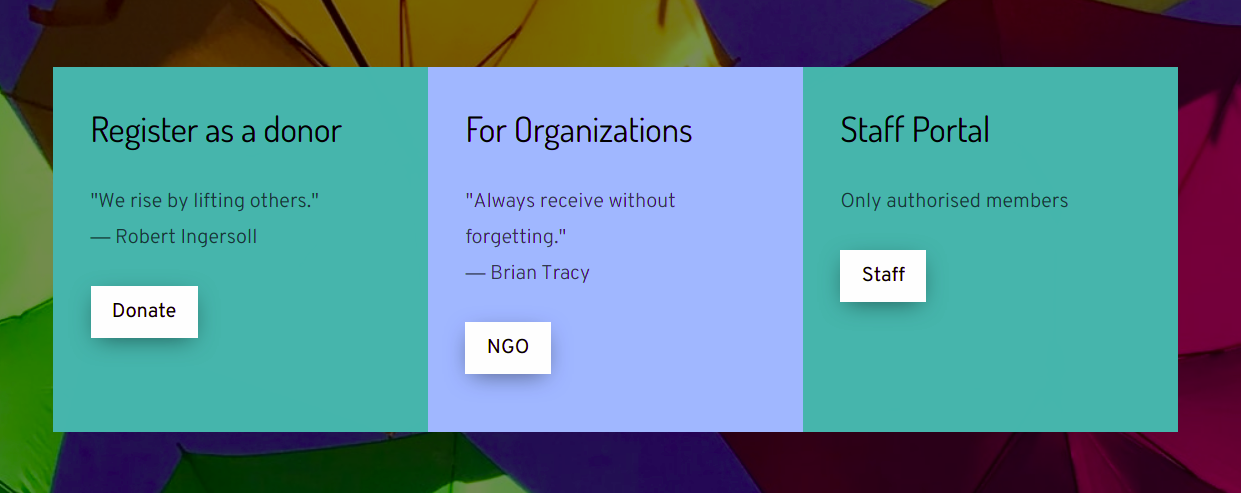 Register as a donor
"We rise by lifting others."
— Robert Ingersoll
Donate
For Organizations
"Always receive without
forgetting."
— Brian Tracy
NGO
Staff Portal
Only authorised members
Staff